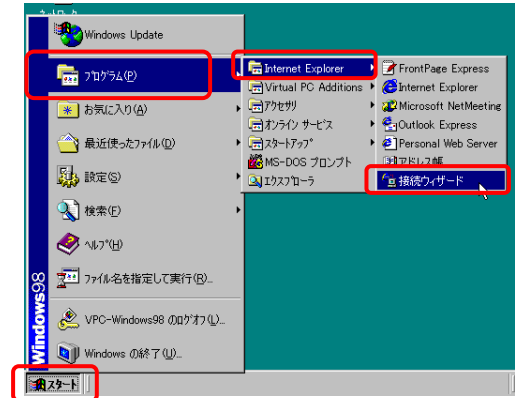 Windows Update
プログラム(P)
お気に入り(A)
最近使ったファイル(D)
設定(S)
検索(F)
ヘルプ(H)
ファイル名を指定して実行(R)...
VPC-Windows98 のログオフ(L)...
Windows の終了(U)...
Windows98
スタート
Internet Explorer
Virtual PC Additions
アクセサリ
オンライン サービス
スタートアップ
MS-DOS プロンプト
エクスプローラ
FrontPage Express
Internet Explorer
Microsoft NetMeeting
Outlook Express
Personal Web Server
アドレス帳
接続ウィザード